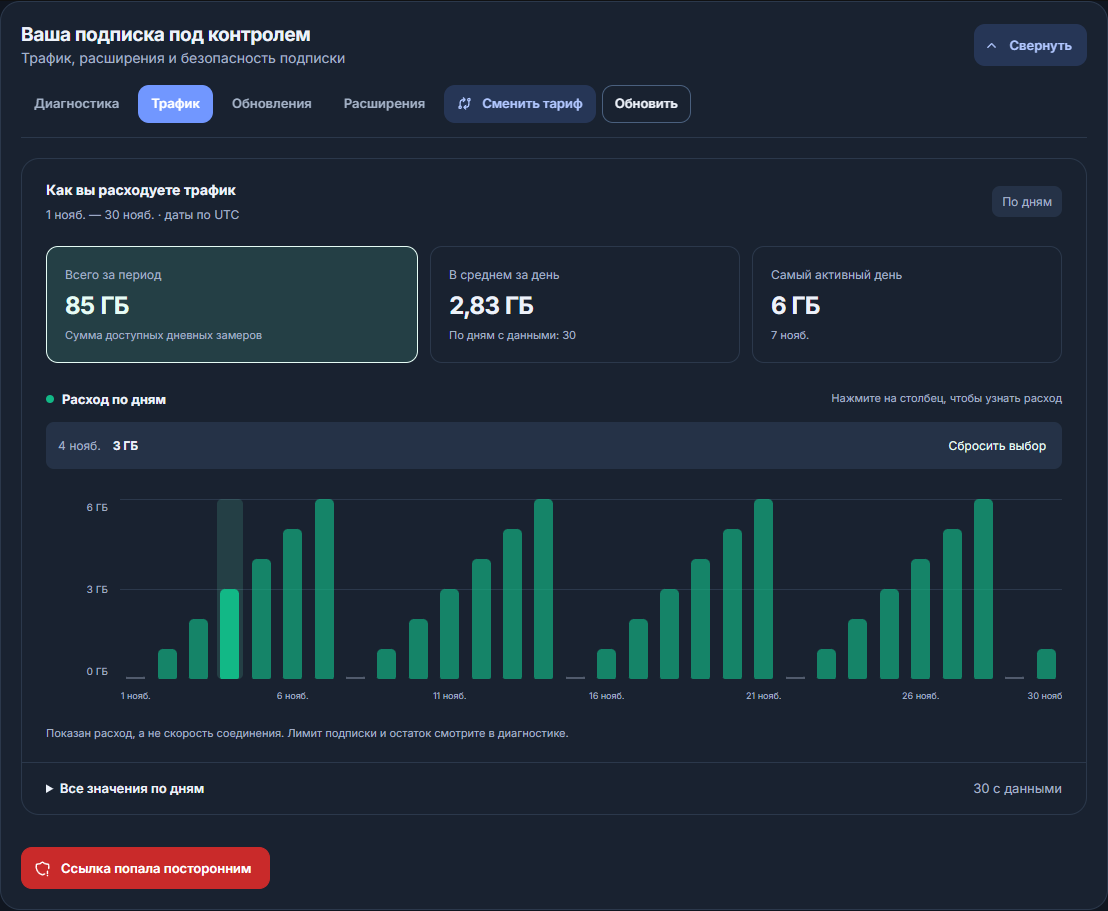 Ваша подписка под контролем
Трафик, расширения и безопасность подписки
Свернуть
Диагностика
Трафик
Обновления
Расширения
Сменить тариф
Обновить
Как вы расходуете трафик
1 нояб. — 30 нояб. · даты по UTC
По дням
Всего за период
85 ГБ
Сумма доступных дневных замеров
В среднем за день
2,83 ГБ
По дням с данными: 30
Самый активный день
6 ГБ
7 нояб.
Расход по дням
Нажмите на столбец, чтобы узнать расход
4 нояб. 3 ГБ
Сбросить выбор
6 ГБ
3 ГБ
0 ГБ
1 нояб.
6 нояб.
11 нояб.
16 нояб.
21 нояб.
26 нояб.
30 нояб
Показан расход, а не скорость соединения. Лимит подписки и остаток смотрите в диагностике.
Все значения по дням
30 с данными
Ссылка попала посторонним